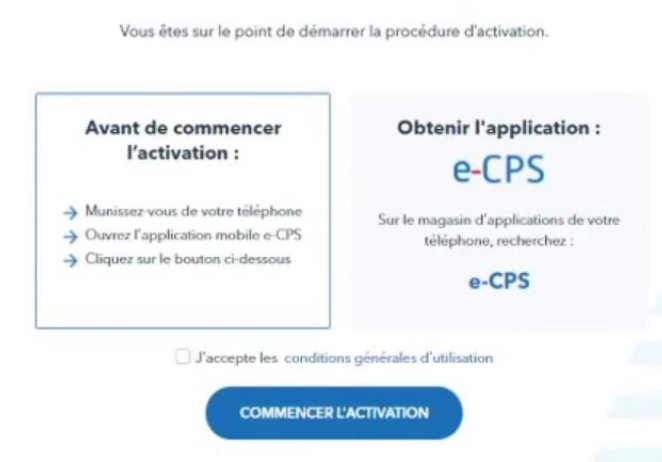 Vous êtes sur le point de démarrer la procédure d'activation.
Avant de commencer
l'activation :
→ Munissez-vous de votre téléphone
→ Ouvrez l'application mobile e-CPS
→ Cliquez sur le bouton ci-dessous
Obtenir l'application :
e-CPS
Sur le magasin d'applications de votre
téléphone, recherchez :
e-CPS
J'accepte les conditions générales d'utilisation
COMMENCER L'ACTIVATION